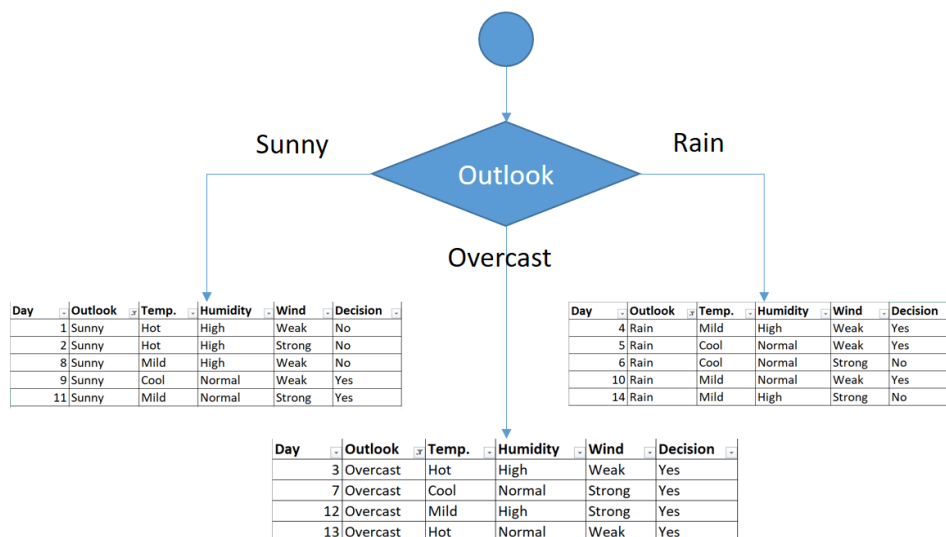 Sunny
Rain
Outlook
Overcast
Day Outlook Temp. Humidity Wind Decision
1 Sunny Hot High Weak No
2 Sunny Hot High Strong No
8 Sunny Mild High Weak No
9 Sunny Cool Normal Weak Yes
11 Sunny Mild Normal Strong Yes
Day Outlook Temp. Humidity Wind Decision
4 Rain Mild High Weak Yes
5 Rain Cool Normal Weak Yes
6 Rain Cool Normal Strong No
10 Rain Mild Normal Weak Yes
14 Rain Mild High Strong No
Day Outlook Temp. Humidity Wind Decision
3 Overcast Hot High Weak Yes
7 Overcast Cool Normal Strong Yes
12 Overcast Mild High Strong Yes
13 Overcast Hot Normal Weak Yes